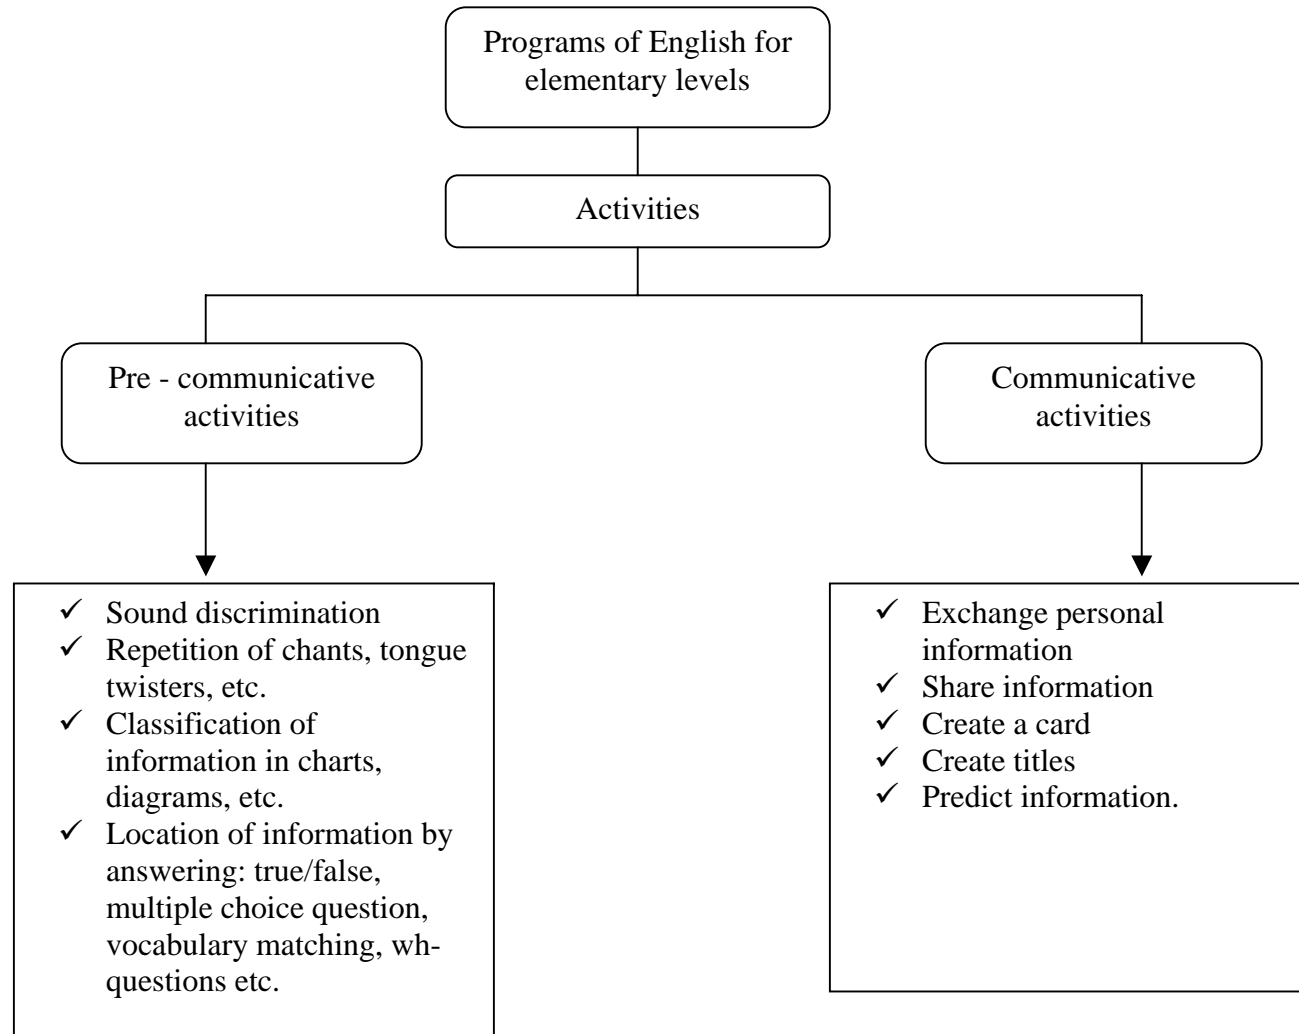 Programs of English for
elementary levels
Activities
Pre - communicative
activities
Communicative
activities
✓ Sound discrimination
✓ Repetition of chants, tongue
twisters, etc.
✓ Classification of
information in charts,
diagrams, etc.
✓ Location of information by
answering: true/false,
multiple choice question,
vocabulary matching, wh-
questions etc.
✓ Exchange personal
information
✓ Share information
✓ Create a card
✓ Create titles
✓ Predict information.